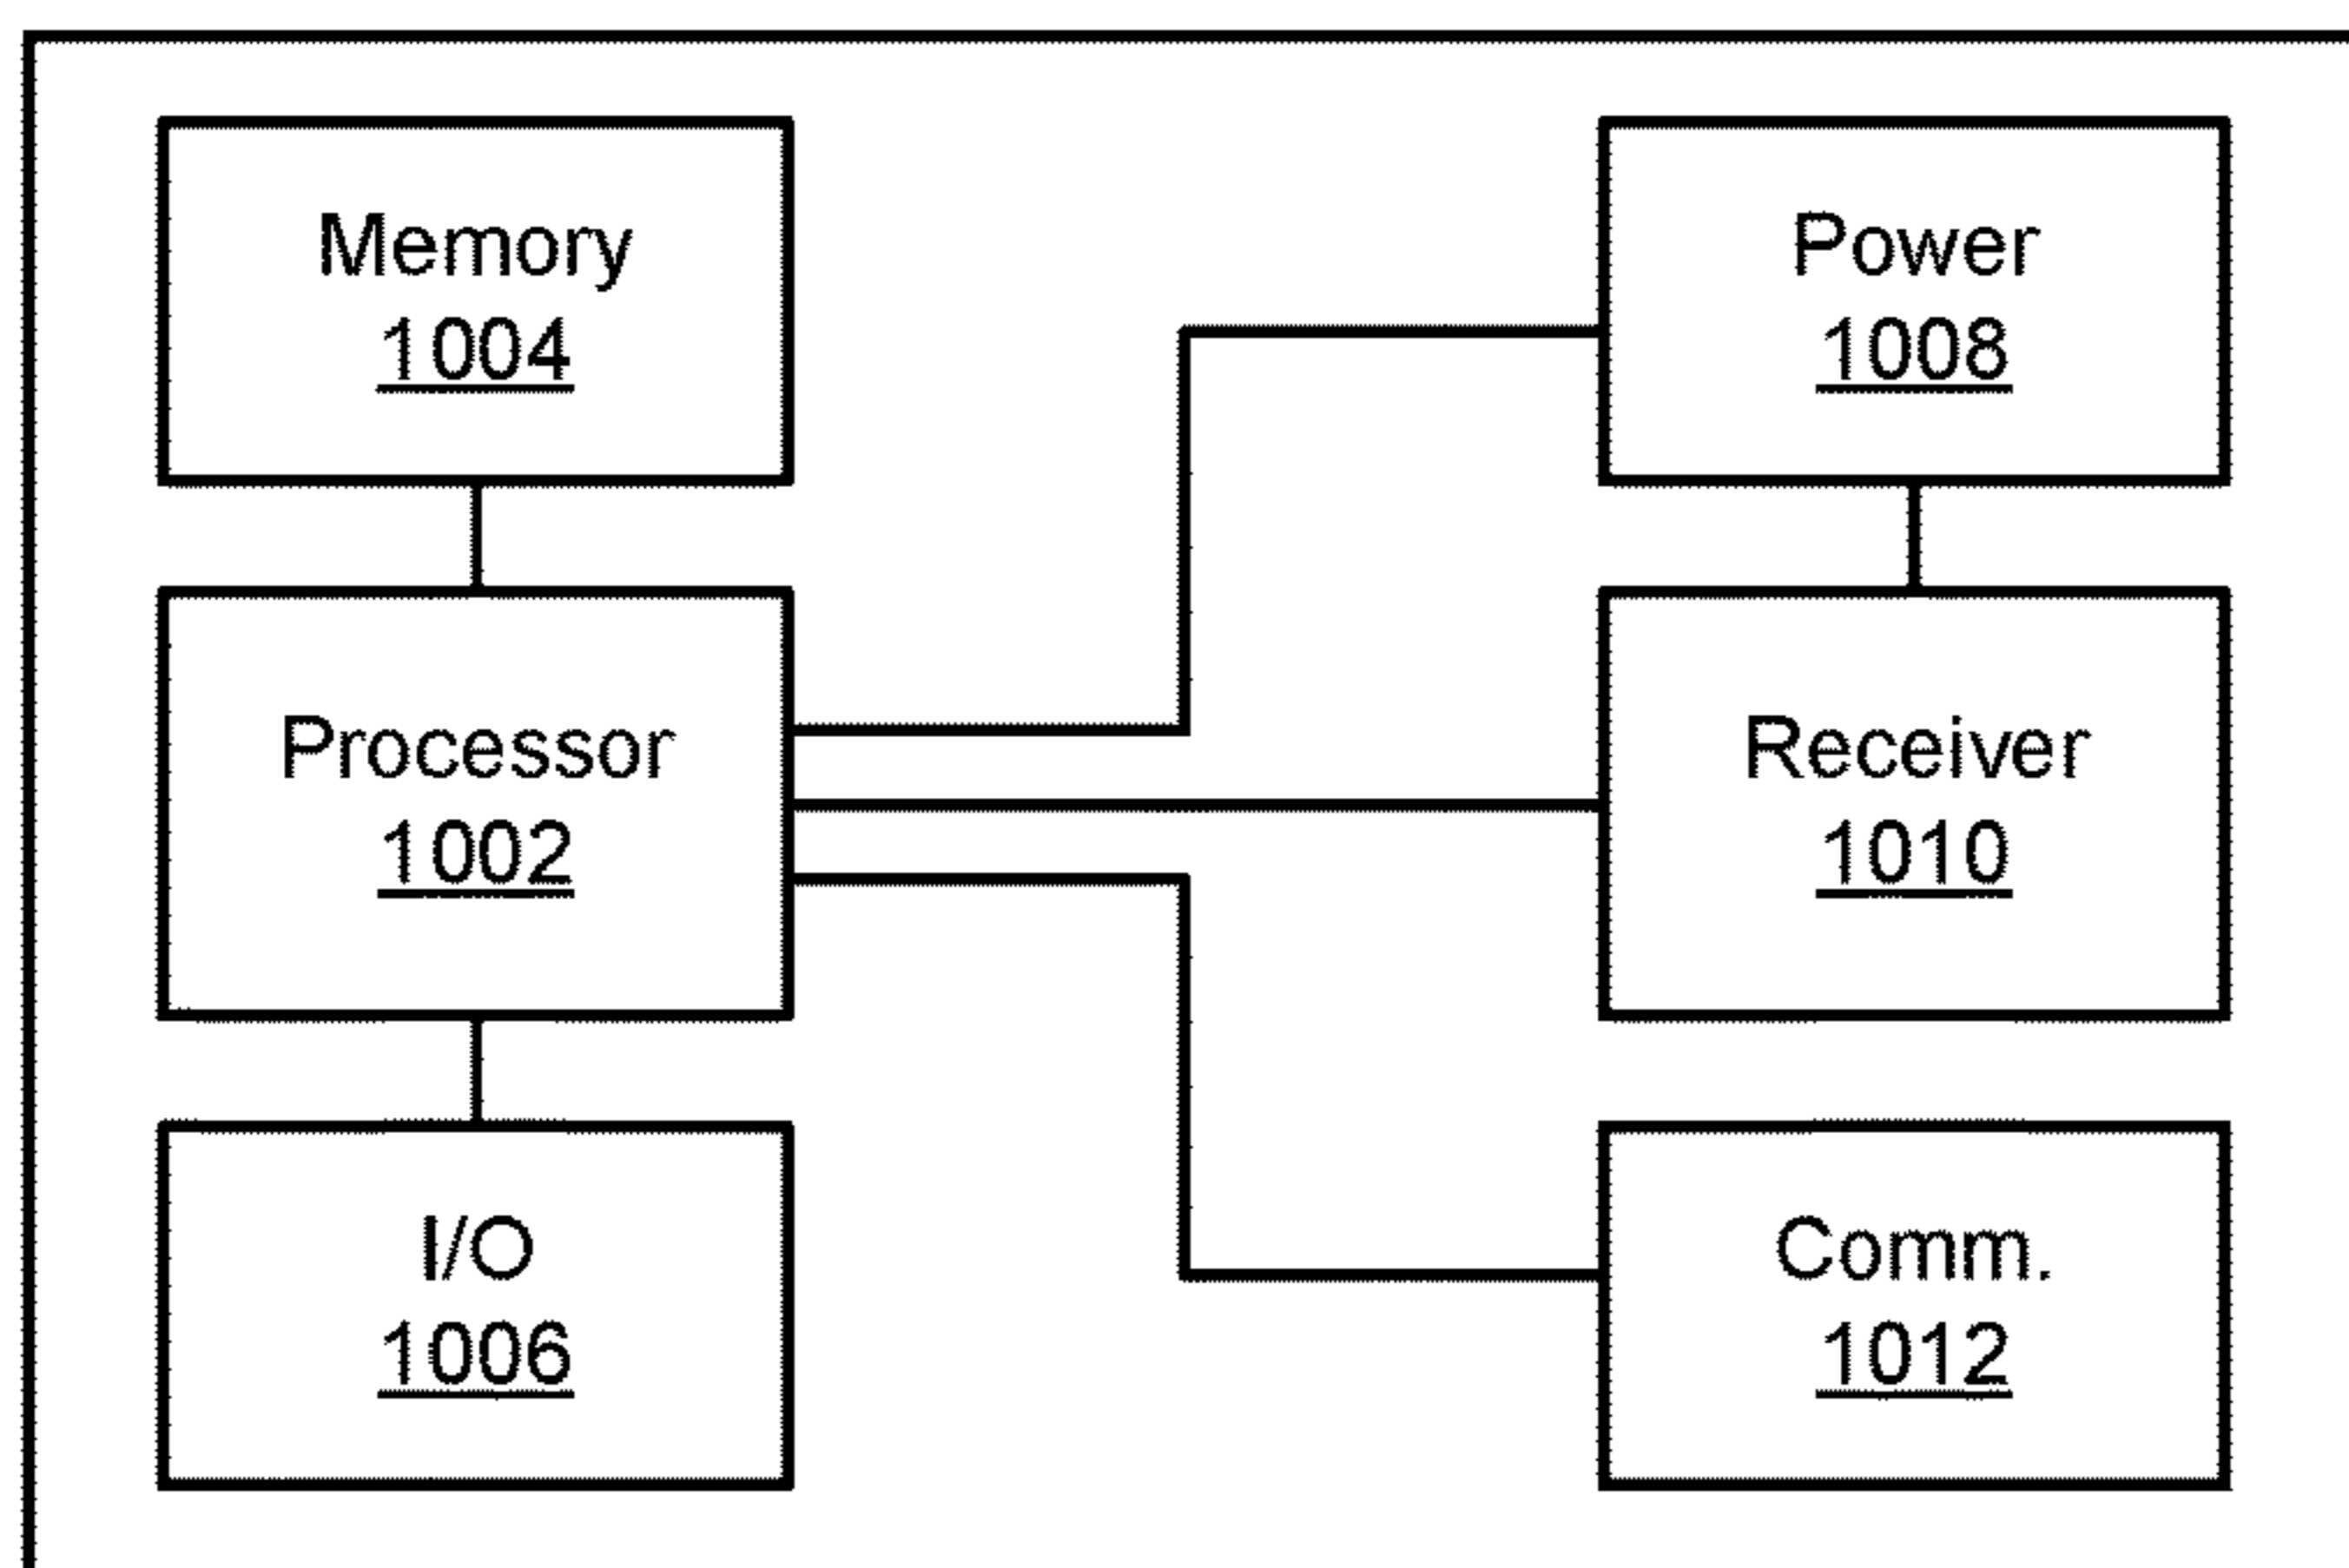 Memory
1004
Power
1008
Processor
1002
Receiver
1010
I/O
1006
Comm.
1012